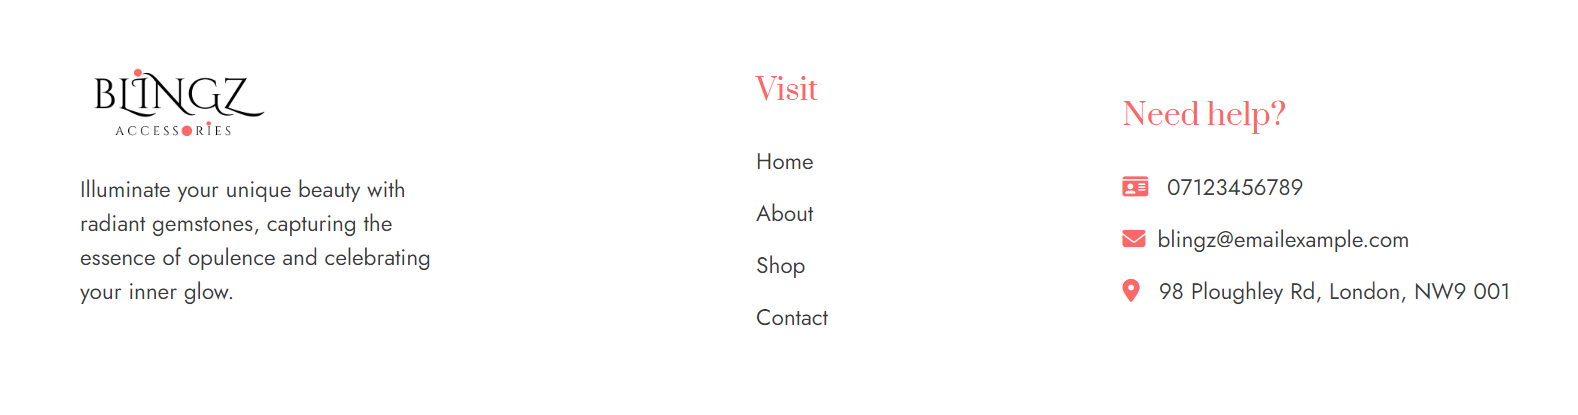 BLINGZ
ACCESSORIES
Illuminate your unique beauty with
radiant gemstones, capturing the
essence of opulence and celebrating
your inner glow.
Visit
Home
About
Shop
Contact
Need help?
07123456789
blingz@emailexample.com
98 Ploughley Rd, London, NW9 001